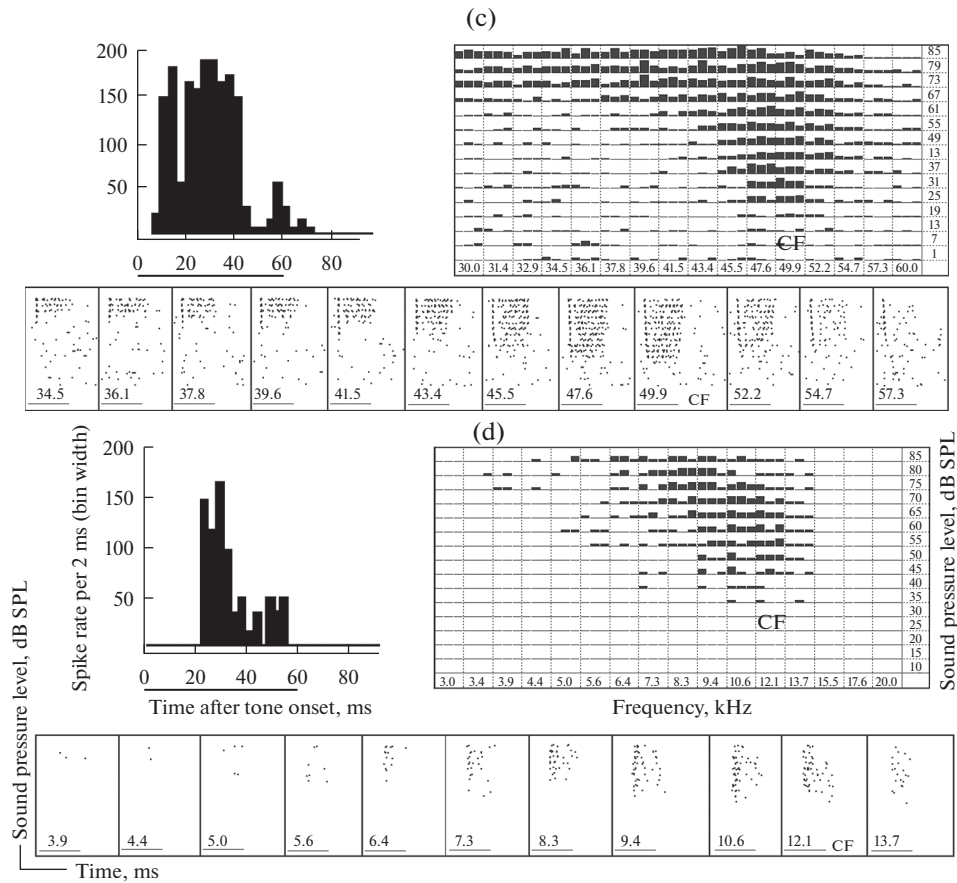 (c)
200
150
100
50
0 20 40 60 80
85
79
73
67
61
55
49
13
37
31
25
19
13
7
1
CF
30.0 31.4 32.9 34.5 36.1 37.8 39.6 41.5 43.4 45.5 47.6 49.9 52.2 54.7 57.3 60.0
34.5 36.1 37.8 39.6 41.5 43.4 45.5 47.6 49.9 CF 52.2 54.7 57.3
(d)
Spike rate per 2 ms (bin width)
200
150
100
50
0 20 40 60 80
Time after tone onset, ms
85
80
75
70
65
60
55
50
45
40
35
30
25
20
15
10
CF
3.0 3.4 3.9 4.4 5.0 5.6 6.4 7.3 8.3 9.4 10.6 12.1 13.7 15.5 17.6 20.0
Frequency, kHz
Sound pressure level, dB SPL
Sound pressure level, dB SPL
3.9 4.4 5.0 5.6 6.4 7.3 8.3 9.4 10.6 12.1 CF 13.7
Time, ms